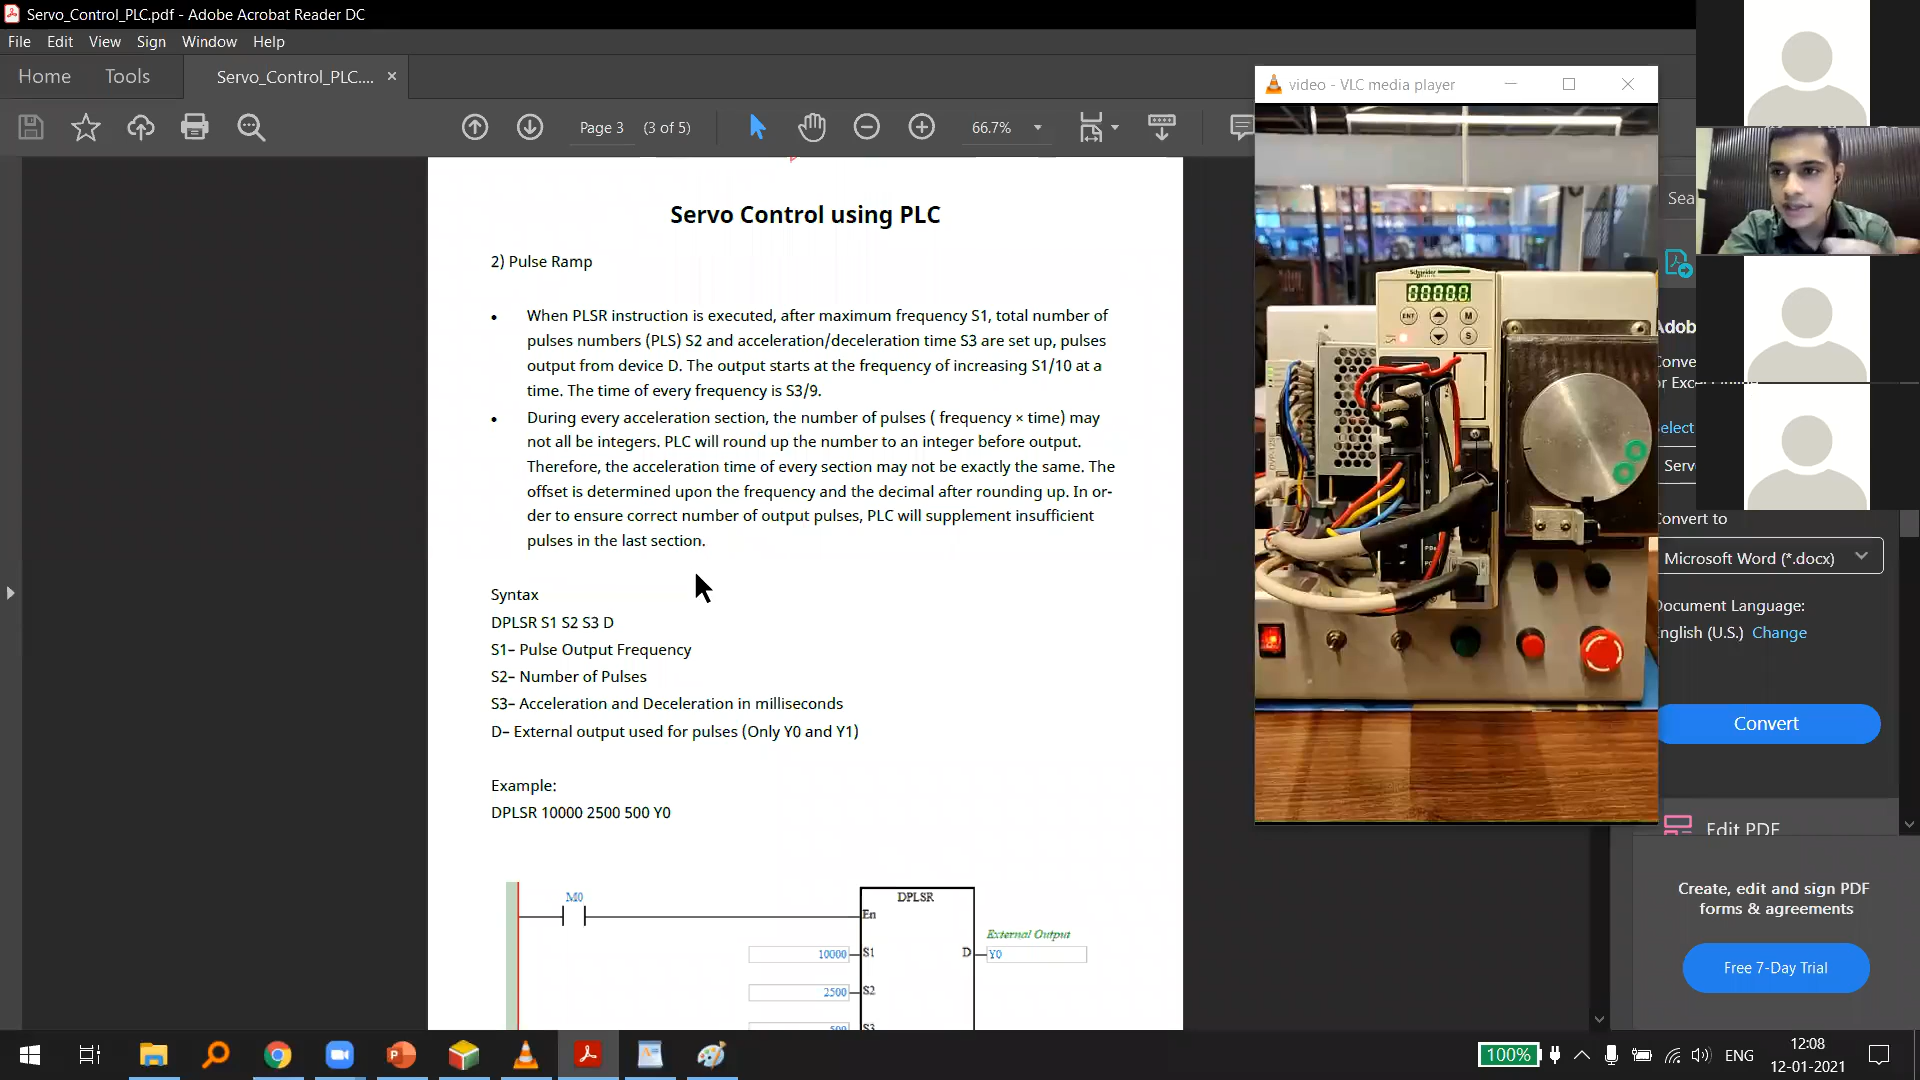 Servo_Control_PLC.pdf - Adobe Acrobat Reader DC
File Edit View Sign Window Help
Home Tools Servo_Control_PLC.... ×
video - VLC media player
Page 3 (3 of 5) 66.7%
Servo Control using PLC
2) Pulse Ramp
• When PLSR instruction is executed, after maximum frequency S1, total number of
pulses numbers (PLS) S2 and acceleration/deceleration time S3 are set up, pulses
output from device D. The output starts at the frequency of increasing S1/10 at a
time. The time of every frequency is S3/9.
• During every acceleration section, the number of pulses ( frequency × time) may
not all be integers. PLC will round up the number to an integer before output.
Therefore, the acceleration time of every section may not be exactly the same. The
offset is determined upon the frequency and the decimal after rounding up. In or-
der to ensure correct number of output pulses, PLC will supplement insufficient
pulses in the last section.
Syntax
DPLSR S1 S2 S3 D
S1– Pulse Output Frequency
S2– Number of Pulses
S3– Acceleration and Deceleration in milliseconds
D– External output used for pulses (Only Y0 and Y1)
Example:
DPLSR 10000 2500 500 Y0
M0
DPLSR
En
External Output
10000 S1 D Y0
2500 S2
500 S3
Schneider
ENT M
S
Sea
Adob
Conve
or Exce
Select
Serv
Convert to
Microsoft Word (*.docx)
Document Language:
English (U.S.) Change
Convert
Edit PDF
Create, edit and sign PDF
forms & agreements
Free 7-Day Trial
100% ENG
12:08
12-01-2021